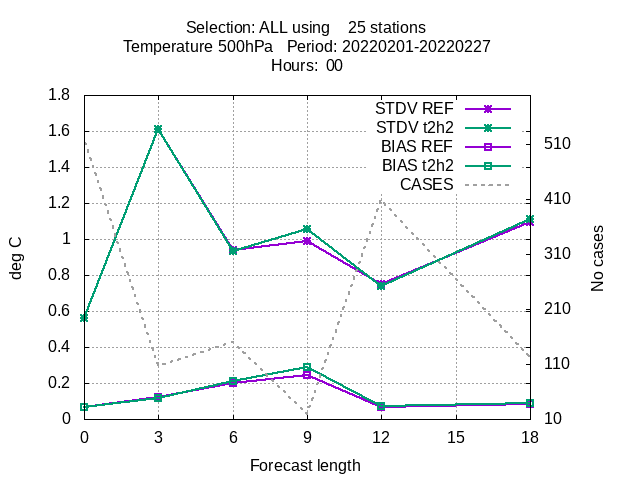 Selection: ALL using    25 stations
Temperature 500hPa   Period: 20220201-20220227
Hours:  00
STDV REF
STDV t2h2
BIAS REF
BIAS t2h2
CASES
deg C
1.8
1.6
1.4
1.2
1
0.8
0.6
0.4
0.2
0
No cases
510
410
310
210
110
10
0 3 6 9 12 15 18
Forecast length